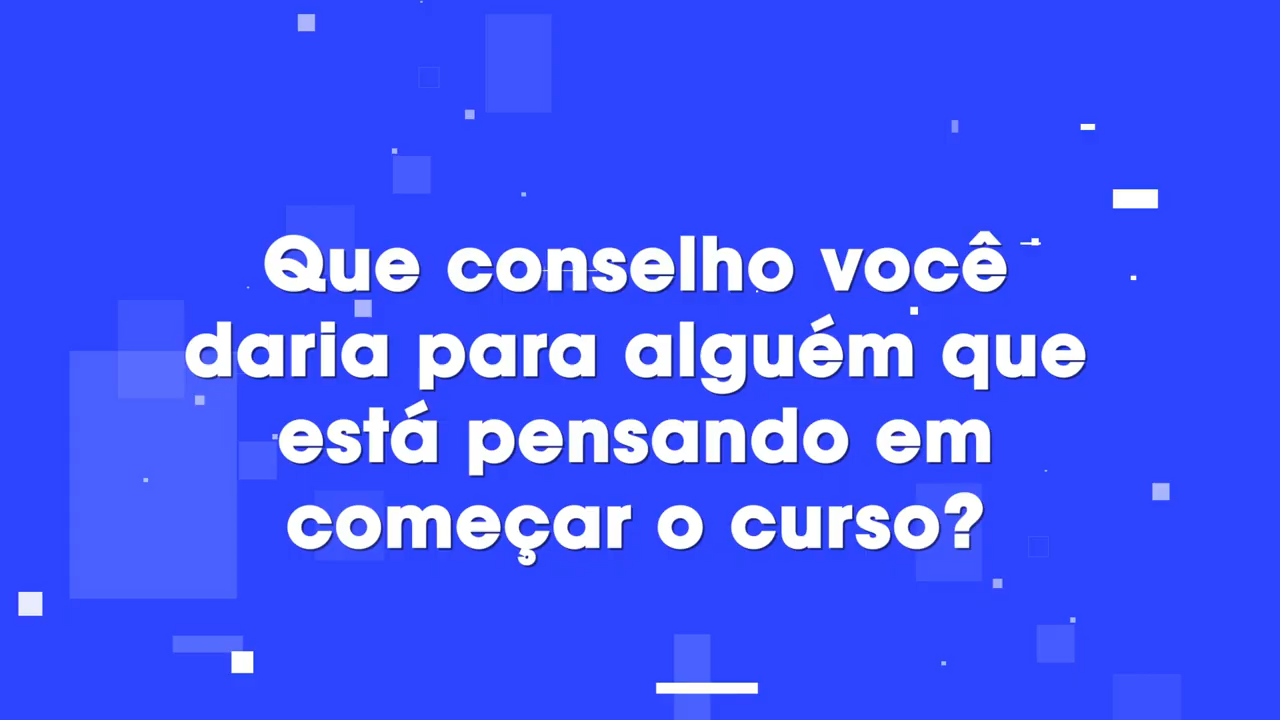 Que conselho você
daria para alguém que
está pensando em
começar o curso?